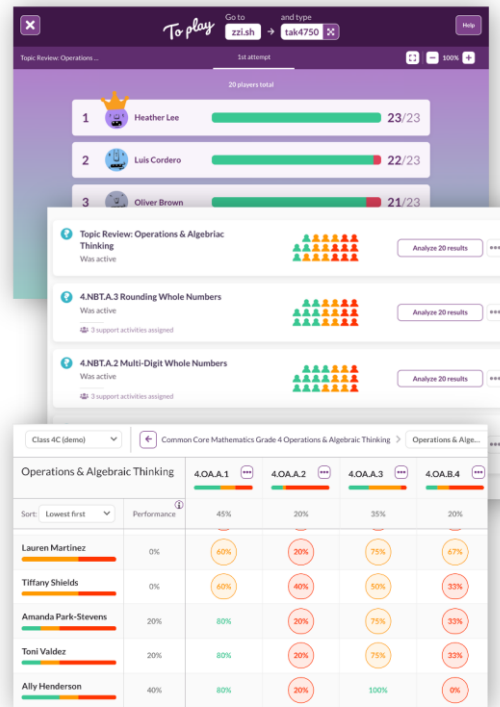 To play
Go to
zzi.sh
and type
tak4750
Help
Topic Review: Operations ...
1st attempt
100%
20 players total
1 Heather Lee 23/23
2 Luis Cordero 22/23
3 Oliver Brown 21/23
Topic Review: Operations & Algebriac
Thinking
Was active
Analyze 20 results
4.NBT.A.3 Rounding Whole Numbers
Was active
3 support activities assigned
Analyze 20 results
4.NBT.A.2 Multi-Digit Whole Numbers
Was active
3 support activities assigned
Analyze 20 results
Class 4C (demo)
Common Core Mathematics Grade 4 Operations & Algebraic Thinking > Operations & Alge...
Operations & Algebraic Thinking 4.OA.A.1 4.OA.A.2 4.OA.A.3 4.OA.B.4
Sort: Lowest first Performance 45% 20% 35% 20%
Lauren Martinez 0% 60% 20% 75% 67%
Tiffany Shields 0% 60% 40% 50% 33%
Amanda Park-Stevens 20% 80% 20% 75% 33%
Toni Valdez 20% 80% 20% 75% 33%
Ally Henderson 40% 80% 20% 100% 0%